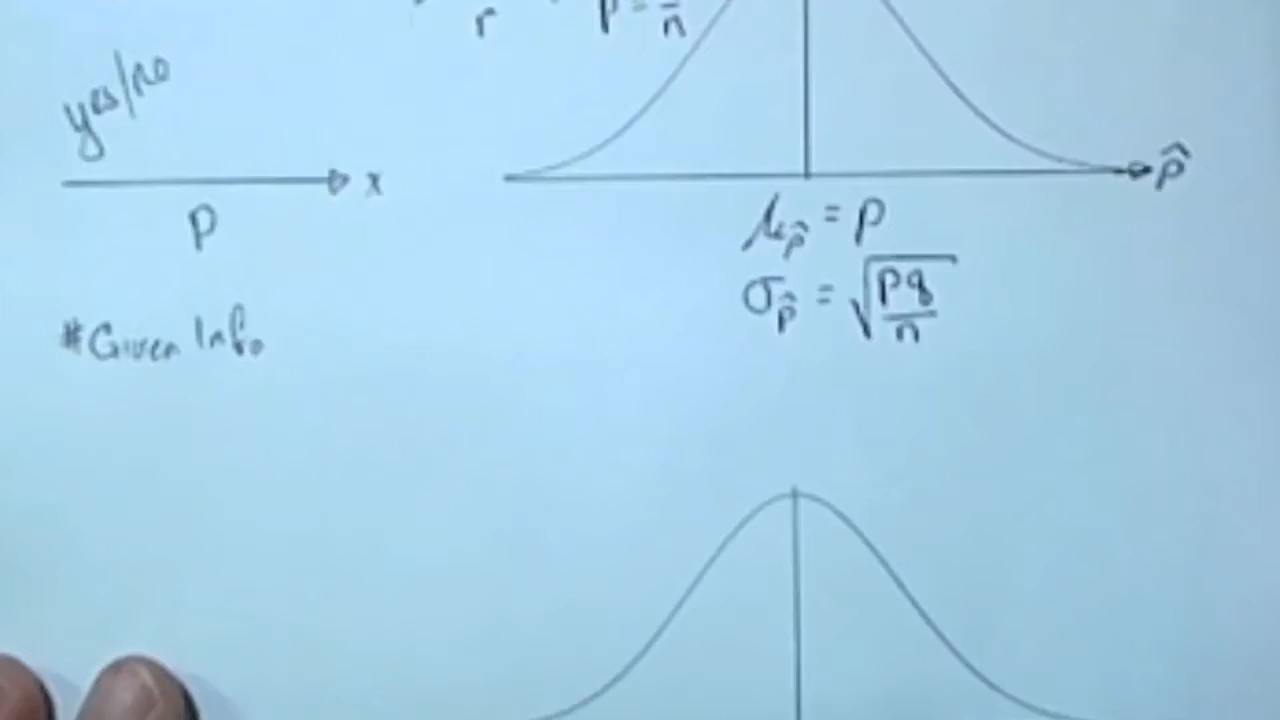 r
p̂ = r/n
yes/no
x
p
p̂
μp̂ = p
σp̂ = √(pq/n)
*Given Info